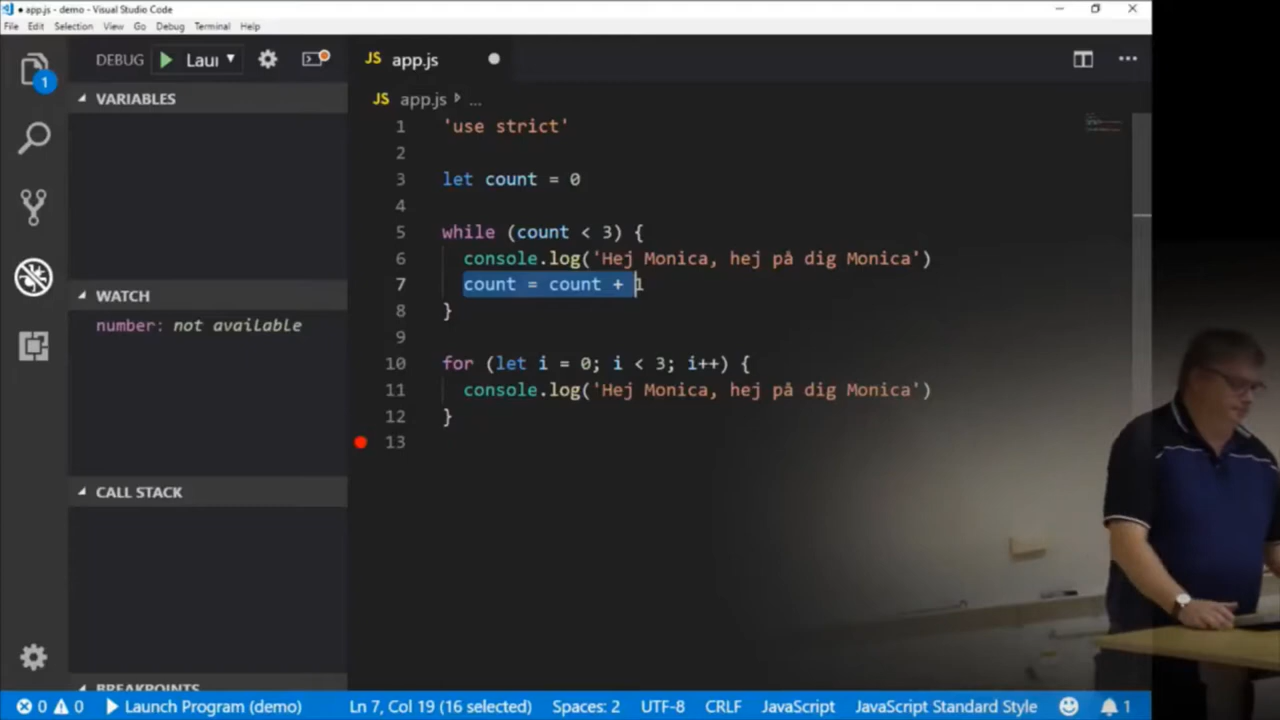 ● app.js - demo - Visual Studio Code
File Edit Selection View Go Debug Terminal Help
DEBUG Laui
JS app.js
1
VARIABLES
JS app.js ...
1 'use strict'
2
3 let count = 0
4
5 while (count < 3) {
6 console.log('Hej Monica, hej på dig Monica')
7 count = count + 1
8 }
9
10 for (let i = 0; i < 3; i++) {
11 console.log('Hej Monica, hej på dig Monica')
12 }
13
WATCH
number: not available
CALL STACK
BREAKPOINTS
0 0 Launch Program (demo) Ln 7, Col 19 (16 selected) Spaces: 2 UTF-8 CRLF JavaScript JavaScript Standard Style 1